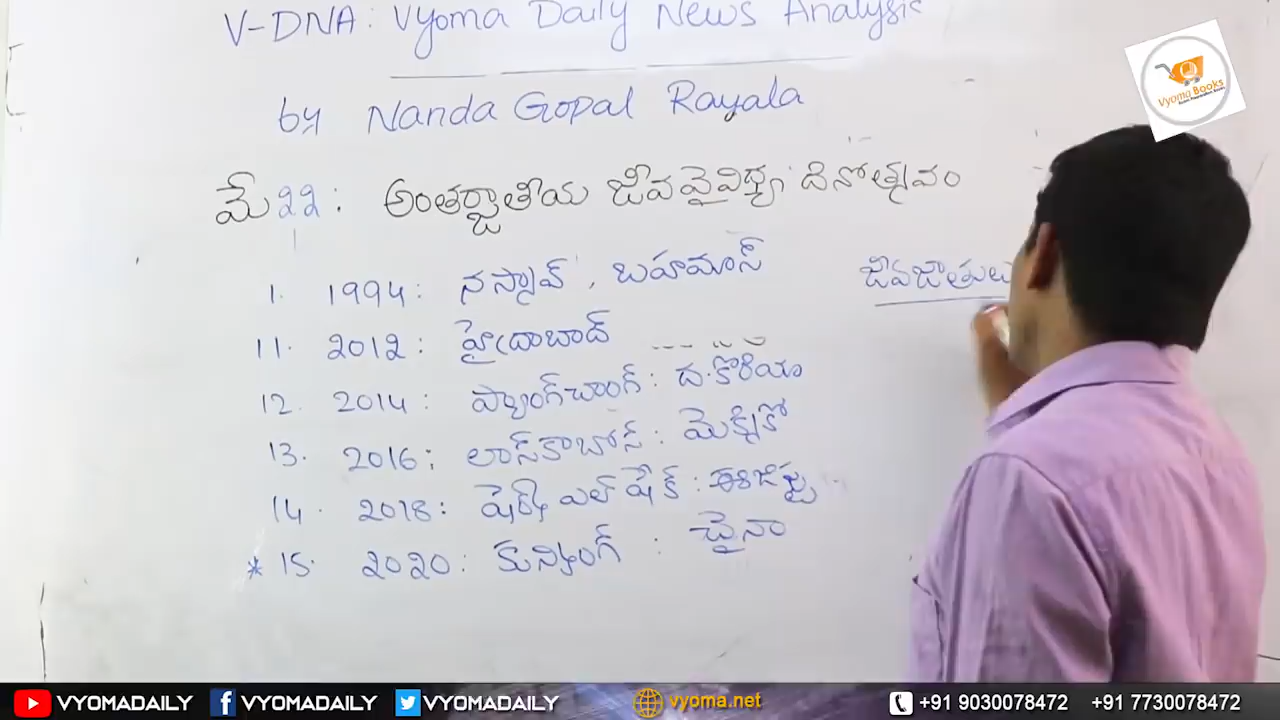 V-DNA: Vyoma Daily News Analysis
by Nanda Gopal Rayala
మే 22 : అంతర్జాతీయ జీవవైవిధ్య దినోత్సవం
1. 1994 : నస్సావ్, బహమాస్
11. 2012 : హైదరాబాద్
12. 2014 : ప్యాంగ్‌చాంగ్ : ద.కొరియా
13. 2016 : లాస్‌కాబోస్ : మెక్సికో
14. 2018 : షెర్మ్ ఎల్ షేక్ : ఈజిప్టు
* 15. 2020 : కున్మింగ్ : చైనా
జీవజాతులు
Vyoma Books
VYOMADAILY VYOMADAILY VYOMADAILY vyoma.net +91 9030078472 +91 7730078472